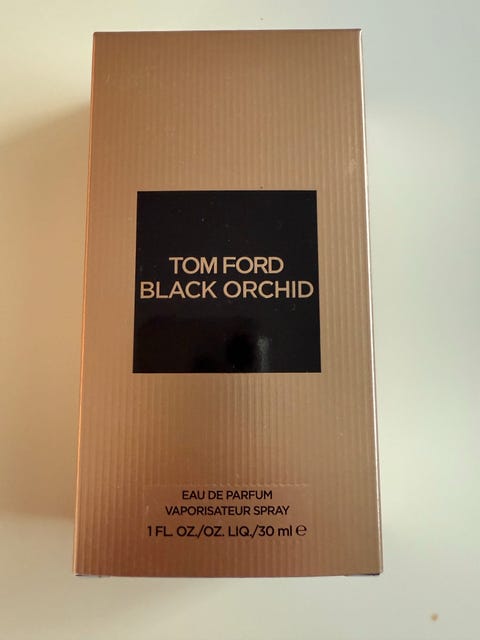 TOM FORD
BLACK ORCHID
EAU DE PARFUM
VAPORISATEUR SPRAY
1 FL. OZ./OZ. LIQ./30 ml ℮